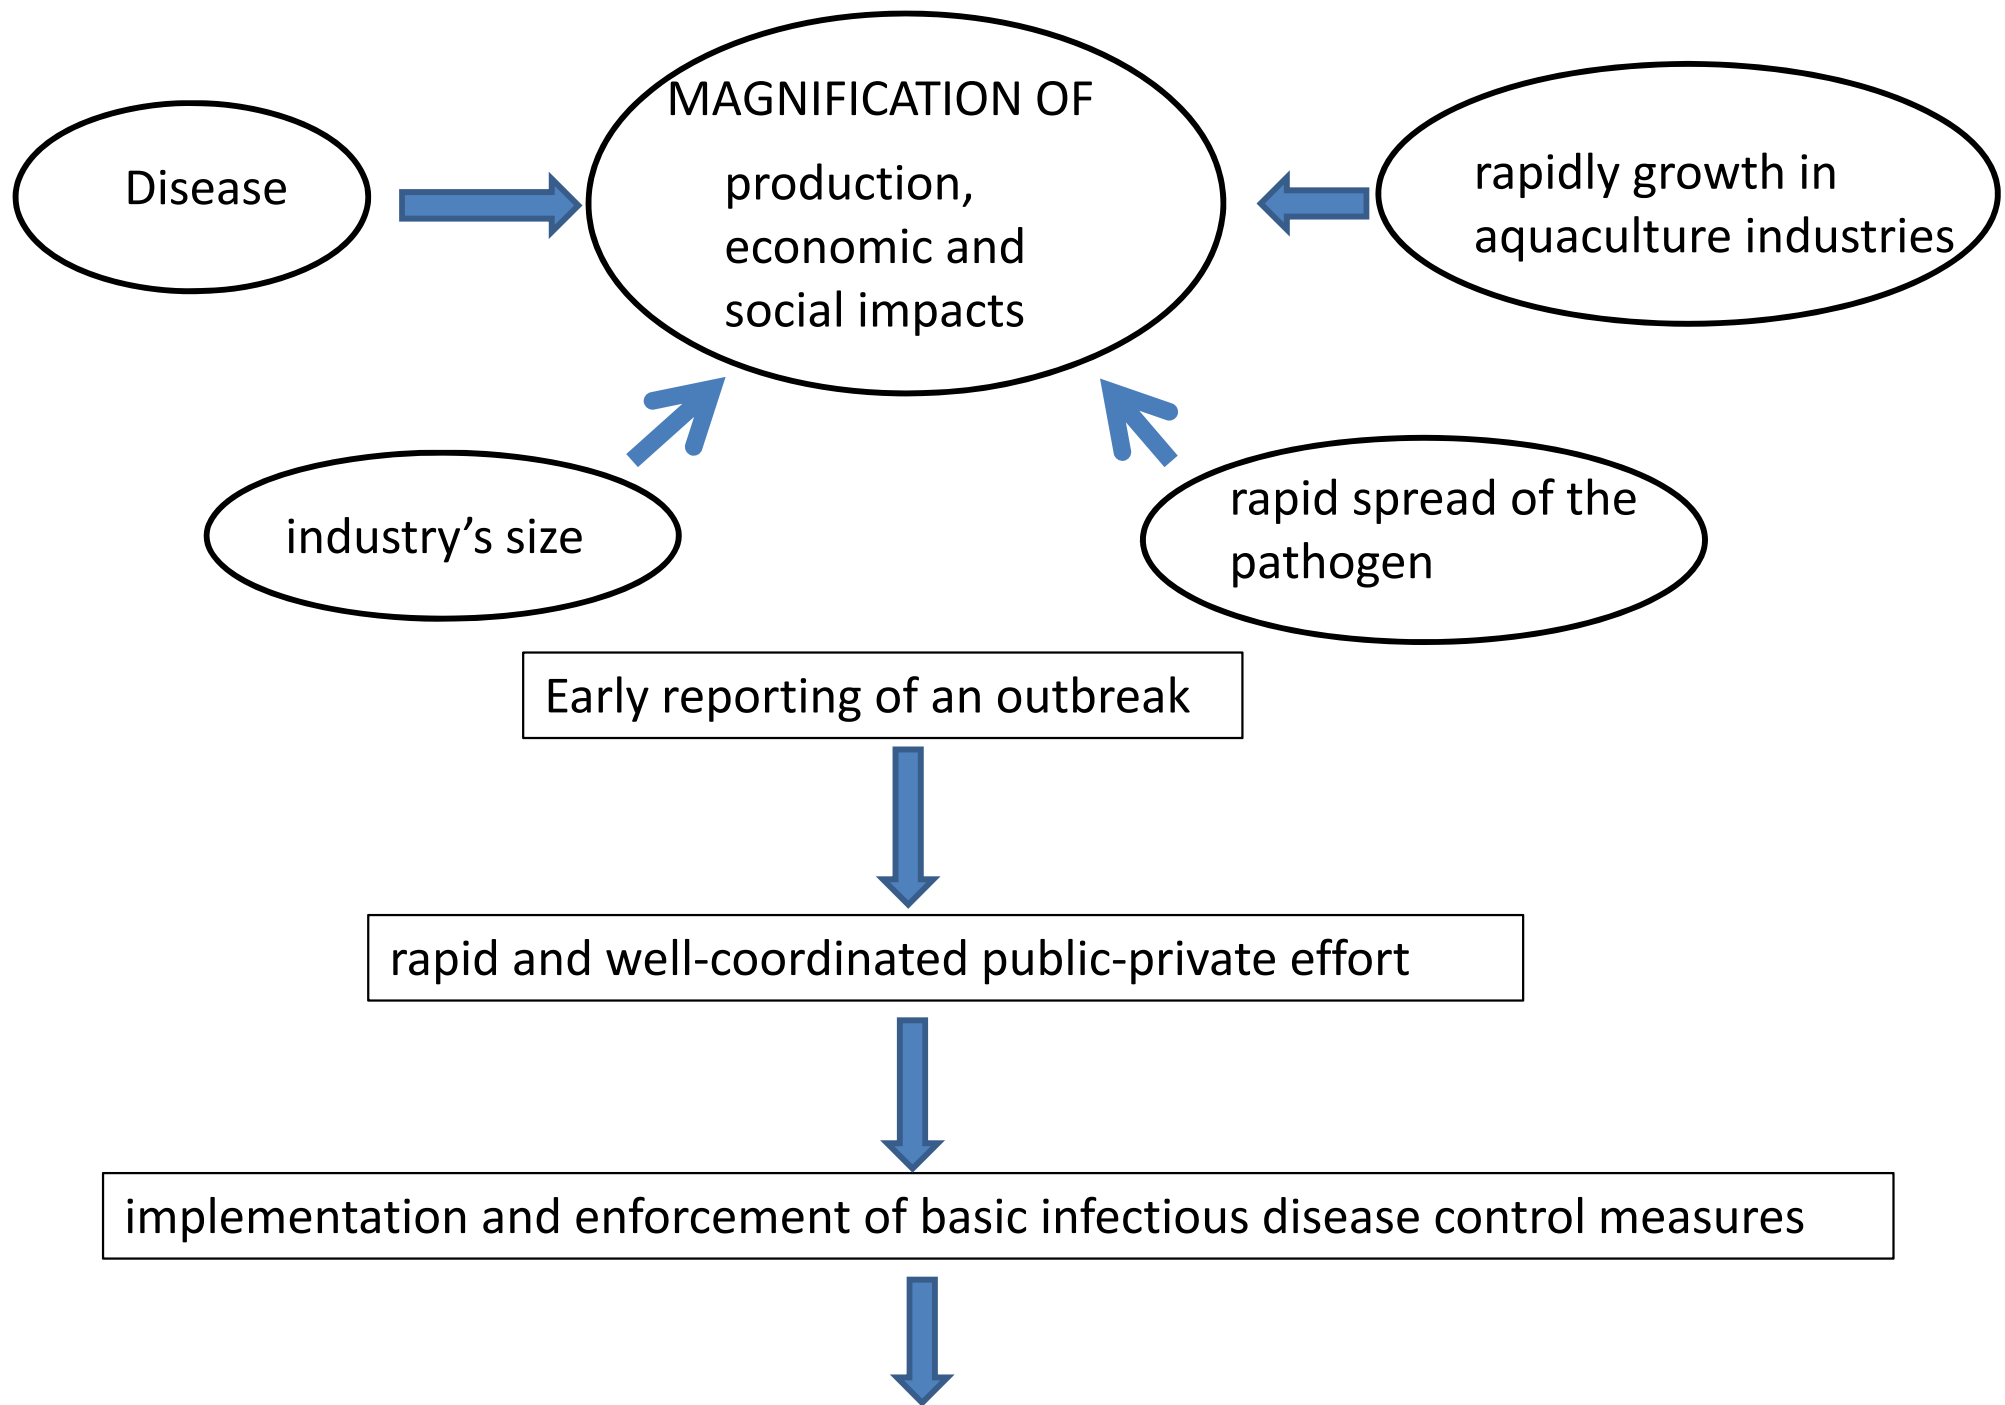 MAGNIFICATION OF
production,
economic and
social impacts
Disease
rapidly growth in
aquaculture industries
industry’s size
rapid spread of the
pathogen
Early reporting of an outbreak
rapid and well-coordinated public-private effort
implementation and enforcement of basic infectious disease control measures